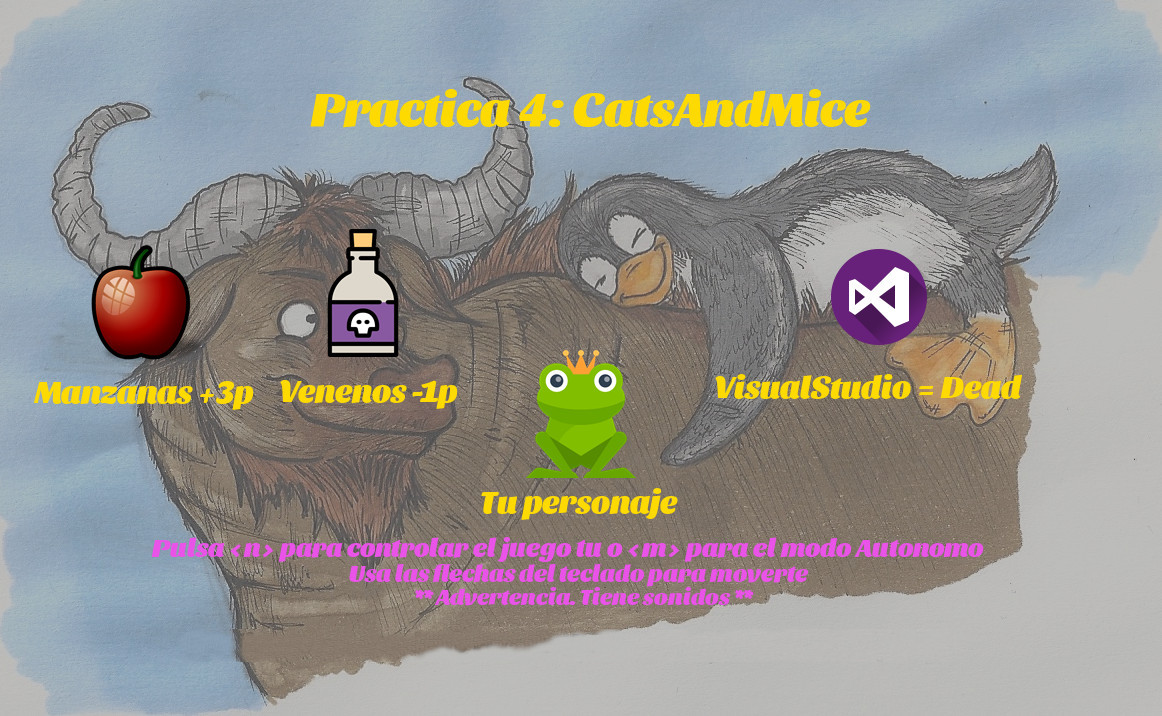 Practica 4: CatsAndMice
Manzanas +3p
Venenos -1p
VisualStudio = Dead
Tu personaje
Pulsa <n> para controlar el juego tu o <m> para el modo Autonomo
Usa las flechas del teclado para moverte
** Advertencia. Tiene sonidos **